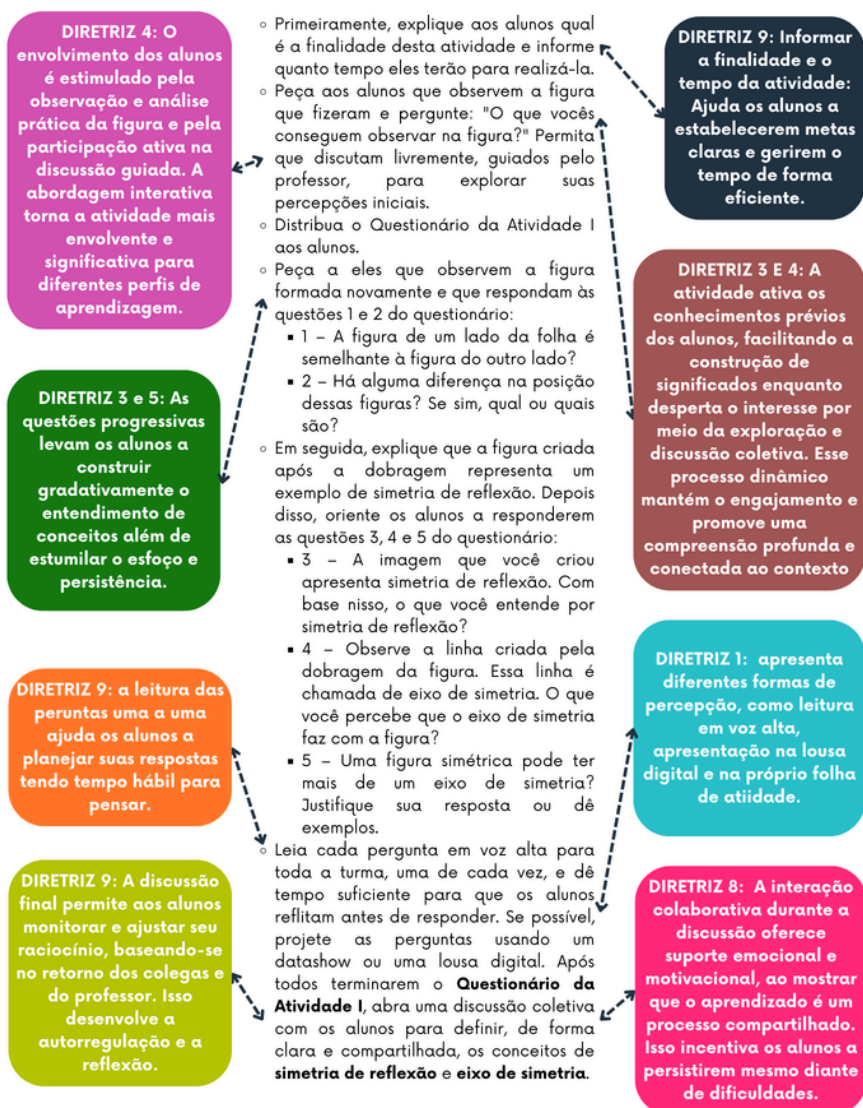 DIRETRIZ 4: O
envolvimento dos alunos
é estimulado pela
observação e análise
prática da figura e pela
participação ativa na
discussão guiada. A
abordagem interativa
torna a atividade mais
envolvente e
significativa para
diferentes perfis de
aprendizagem.
DIRETRIZ 3 e 5: As
questões progressivas
levam os alunos a
construir
gradativamente o
entendimento de
conceitos além de
estumilar o esfoço e
persistência.
DIRETRIZ 9: a leitura das
peruntas uma a uma
ajuda os alunos a
planejar suas respostas
tendo tempo hábil para
pensar.
DIRETRIZ 9: A discussão
final permite aos alunos
monitorar e ajustar seu
raciocínio, baseando-se
no retorno dos colegas e
do professor. Isso
desenvolve a
autorregulação e a
reflexão.
◦ Primeiramente, explique aos alunos qual
é a finalidade desta atividade e informe
quanto tempo eles terão para realizá-la.
◦ Peça aos alunos que observem a figura
que fizeram e pergunte: "O que vocês
conseguem observar na figura?" Permita
que discutam livremente, guiados pelo
professor, para explorar suas
percepções iniciais.
◦ Distribua o Questionário da Atividade I
aos alunos.
◦ Peça a eles que observem a figura
formada novamente e que respondam às
questões 1 e 2 do questionário:
▪ 1 – A figura de um lado da folha é
semelhante à figura do outro lado?
▪ 2 – Há alguma diferença na posição
dessas figuras? Se sim, qual ou quais
são?
◦ Em seguida, explique que a figura criada
após a dobragem representa um
exemplo de simetria de reflexão. Depois
disso, oriente os alunos a responderem
as questões 3, 4 e 5 do questionário:
▪ 3 – A imagem que você criou
apresenta simetria de reflexão. Com
base nisso, o que você entende por
simetria de reflexão?
▪ 4 – Observe a linha criada pela
dobragem da figura. Essa linha é
chamada de eixo de simetria. O que
você percebe que o eixo de simetria
faz com a figura?
▪ 5 – Uma figura simétrica pode ter
mais de um eixo de simetria?
Justifique sua resposta ou dê
exemplos.
◦ Leia cada pergunta em voz alta para
toda a turma, uma de cada vez, e dê
tempo suficiente para que os alunos
reflitam antes de responder. Se possível,
projete as perguntas usando um
datashow ou uma lousa digital. Após
todos terminarem o Questionário da
Atividade I, abra uma discussão coletiva
com os alunos para definir, de forma
clara e compartilhada, os conceitos de
simetria de reflexão e eixo de simetria.
DIRETRIZ 9: Informar
a finalidade e o
tempo da atividade:
Ajuda os alunos a
estabelecerem metas
claras e gerirem o
tempo de forma
eficiente.
DIRETRIZ 3 E 4: A
atividade ativa os
conhecimentos prévios
dos alunos, facilitando a
construção de
significados enquanto
desperta o interesse por
meio da exploração e
discussão coletiva. Esse
processo dinâmico
mantém o engajamento e
promove uma
compreensão profunda e
conectada ao contexto
DIRETRIZ 1: apresenta
diferentes formas de
percepção, como leitura
em voz alta,
apresentação na lousa
digital e na próprio folha
de atiidade.
DIRETRIZ 8: A interação
colaborativa durante a
discussão oferece
suporte emocional e
motivacional, ao mostrar
que o aprendizado é um
processo compartilhado.
Isso incentiva os alunos a
persistirem mesmo diante
de dificuldades.